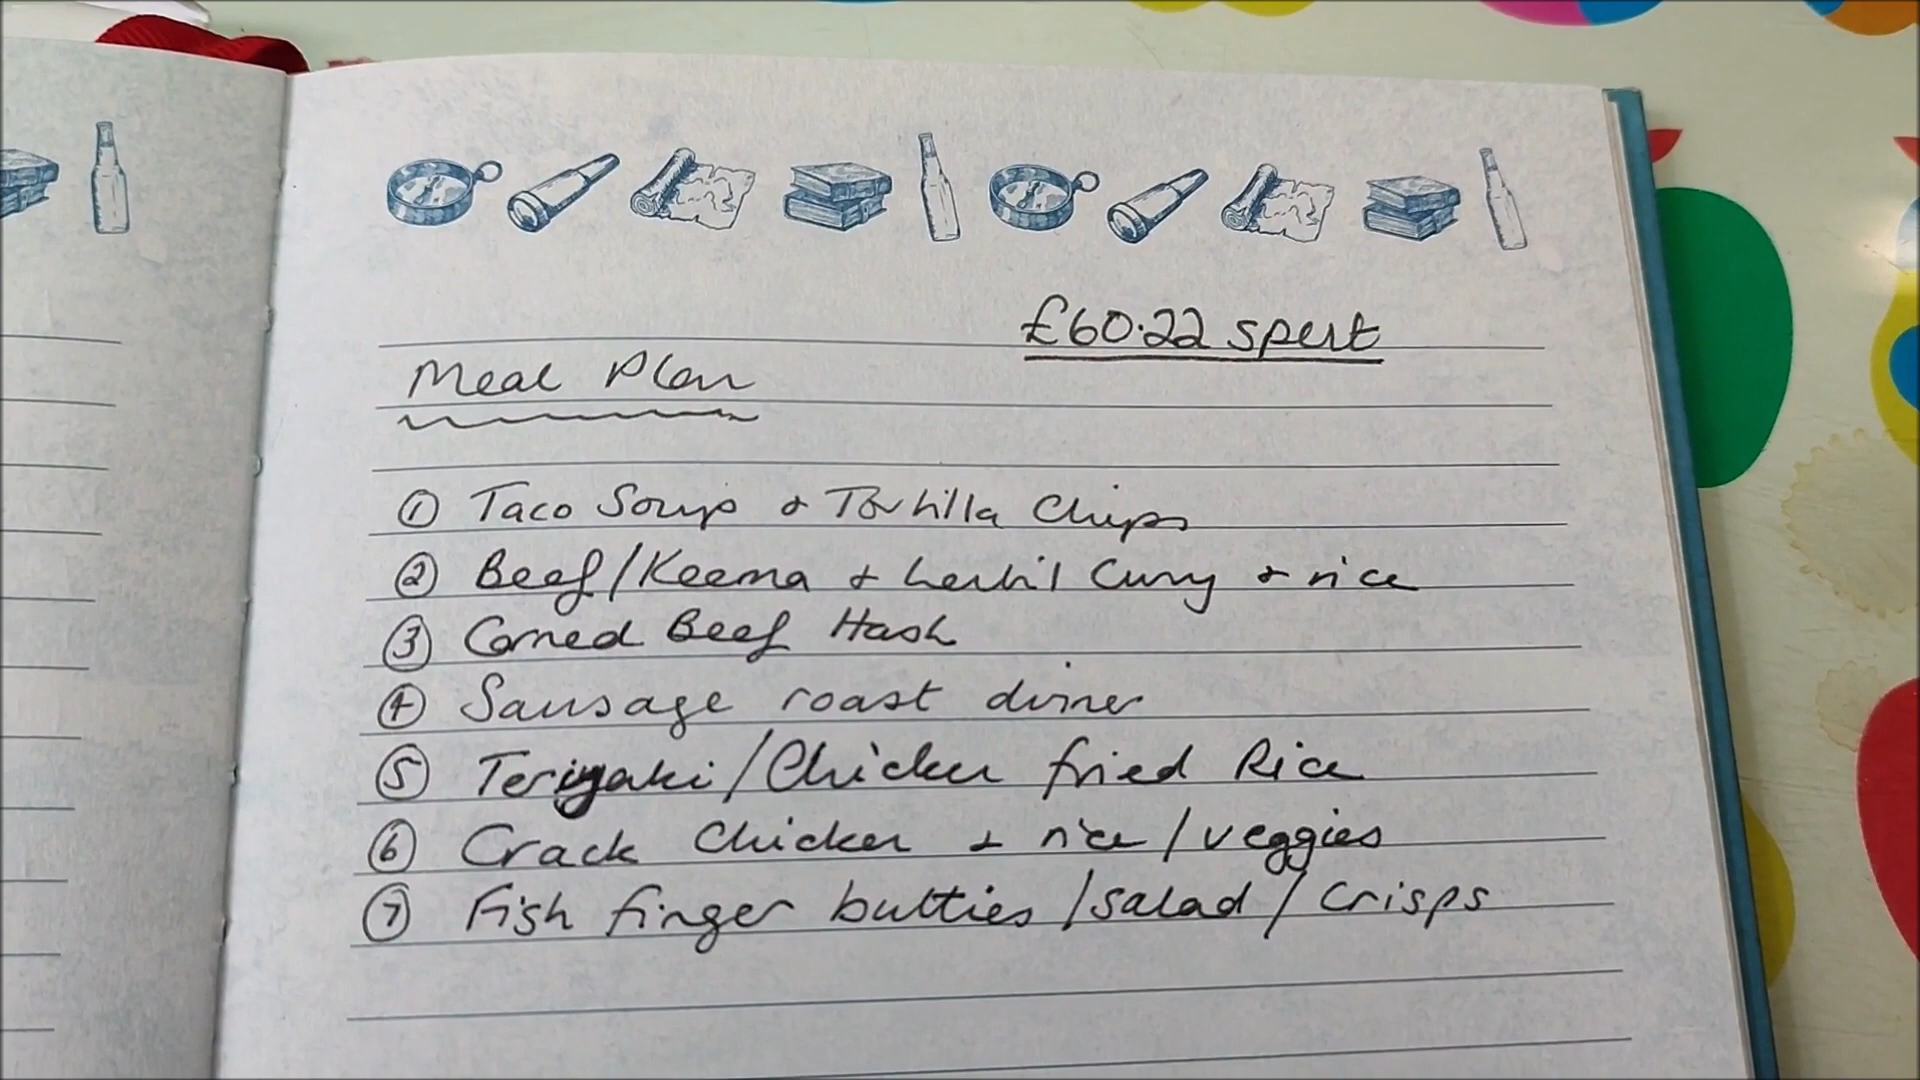 £60.22 spent
Meal Plan
① Taco Soup & Tortilla Chips
② Beef/Keema & Lentil Curry & rice
③ Corned Beef Hash
④ Sausage roast dinner
⑤ Teriyaki/Chicken fried Rice
⑥ Crack Chicken & rice/veggies
⑦ Fish finger butties/salad/crisps